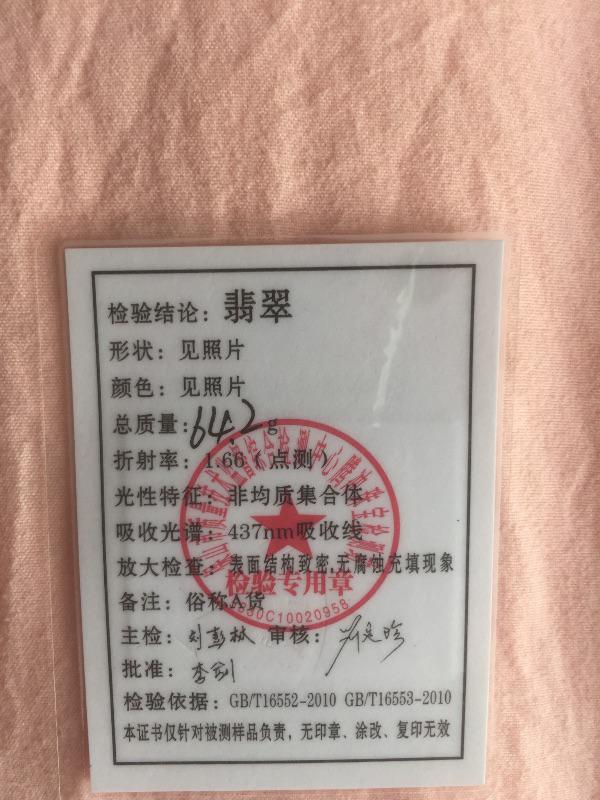 检验结论：翡翠
形状：见照片
颜色：见照片
总质量：64.2g
折射率：1.66（点测）
光性特征：非均质集合体
吸收光谱：437nm吸收线
放大检查：表面结构致密,无腐蚀充填现象
检验专用章
备注：俗称A货
主检： 审核：
批准：
检验依据：GB/T16552-2010 GB/T16553-2010
本证书仅针对被测样品负责，无印章、涂改、复印无效